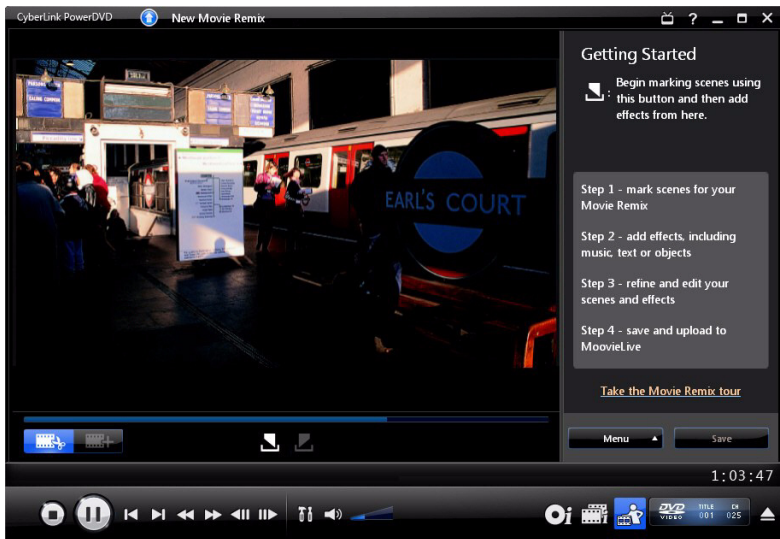 CyberLink PowerDVD
New Movie Remix
?
EARL'S COURT
Getting Started
: Begin marking scenes using
this button and then add
effects from here.
Step 1 - mark scenes for your
Movie Remix
Step 2 - add effects, including
music, text or objects
Step 3 - refine and edit your
scenes and effects
Step 4 - save and upload to
MoovieLive
Take the Movie Remix tour
Menu
Save
1:03:47
DVD
VIDEO
TITLE
001
CH
025